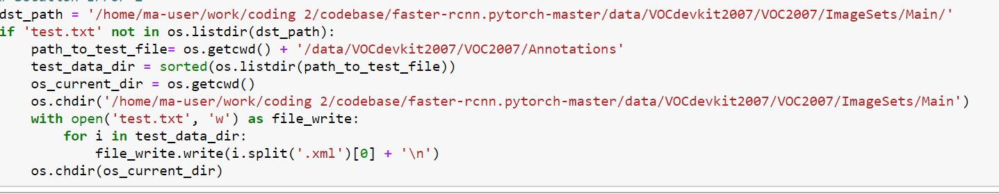 dst_path = '/home/ma-user/work/coding 2/codebase/faster-rcnn.pytorch-master/data/VOCdevkit2007/VOC2007/ImageSets/Main/'
if 'test.txt' not in os.listdir(dst_path):
    path_to_test_file= os.getcwd() + '/data/VOCdevkit2007/VOC2007/Annotations'
    test_data_dir = sorted(os.listdir(path_to_test_file))
    os_current_dir = os.getcwd()
    os.chdir('/home/ma-user/work/coding 2/codebase/faster-rcnn.pytorch-master/data/VOCdevkit2007/VOC2007/ImageSets/Main')
    with open('test.txt', 'w') as file_write:
        for i in test_data_dir:
            file_write.write(i.split('.xml')[0] + '\n')
    os.chdir(os_current_dir)